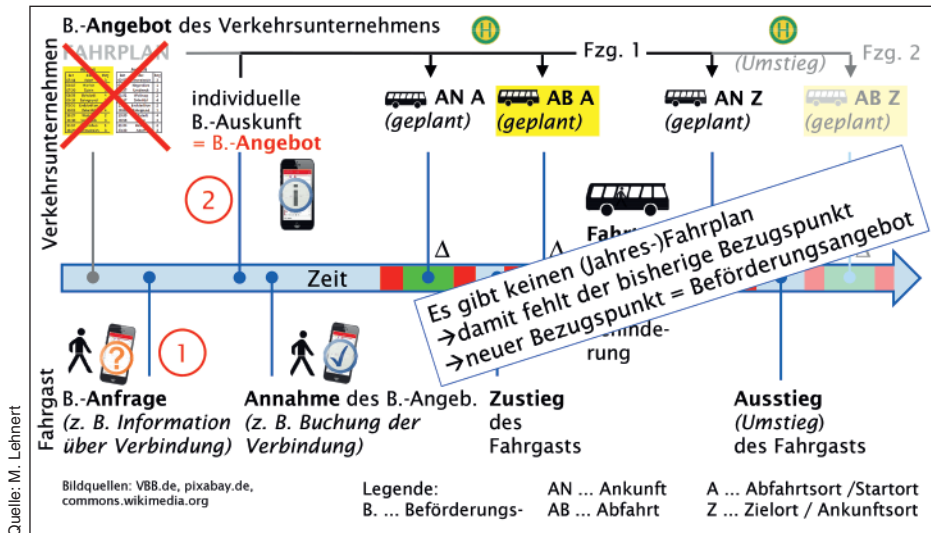 B.-Angebot des Verkehrsunternehmens
FAHRPLAN
H
H
Fzg. 1
(Umstieg)
Fzg. 2
individuelle
B.-Auskunft
= B.-Angebot
AN A
(geplant)
AB A
(geplant)
AN Z
(geplant)
AB Z
(geplant)
Verkehrsunternehmen
2
i
Δ
Δ
Δ
Zeit
Es gibt keinen (Jahres-)Fahrplan
→damit fehlt der bisherige Bezugspunkt
→neuer Bezugspunkt = Beförderungsangebot
rung
?
1
Fahrgast
B.-Anfrage
(z. B. Information
über Verbindung)
Annahme des B.-Angeb.
(z. B. Buchung der
Verbindung)
Zustieg
des
Fahrgasts
Ausstieg
(Umstieg)
des Fahrgasts
Bildquellen: VBB.de, pixabay.de,
commons.wikimedia.org
Legende:
B. ... Beförderungs-
AN ... Ankunft
AB ... Abfahrt
A ... Abfahrtsort /Startort
Z ... Zielort / Ankunftsort
Quelle: M. Lehnert